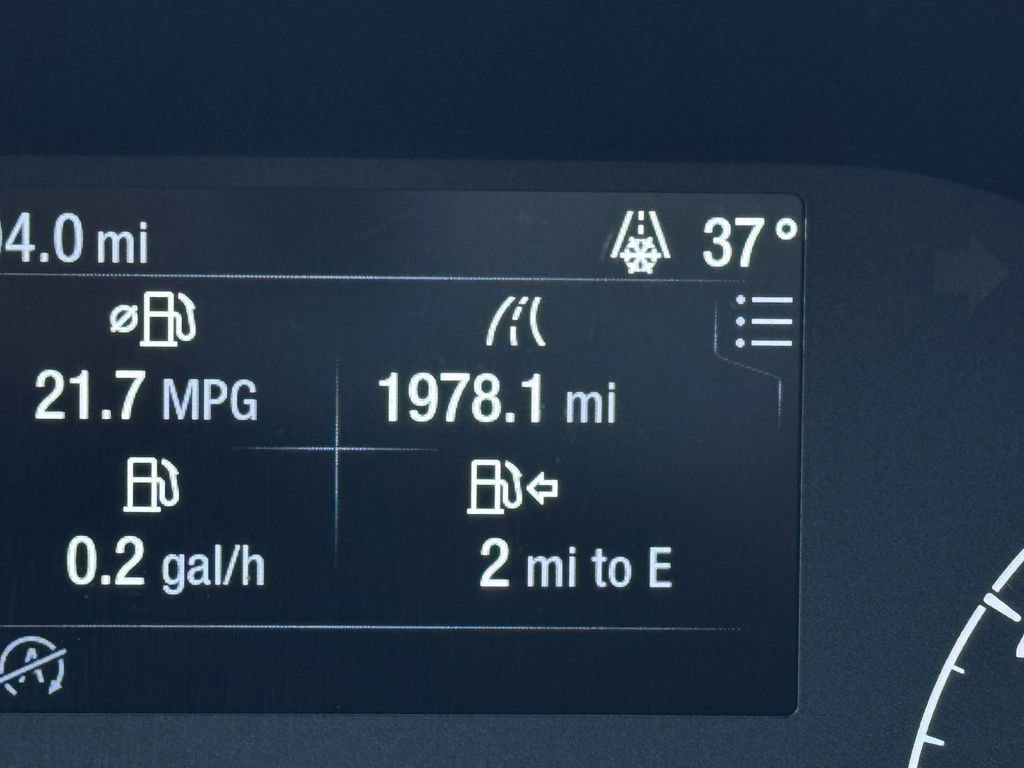 4.0 mi
37°
21.7 MPG
1978.1 mi
0.2 gal/h
2 mi to E
A